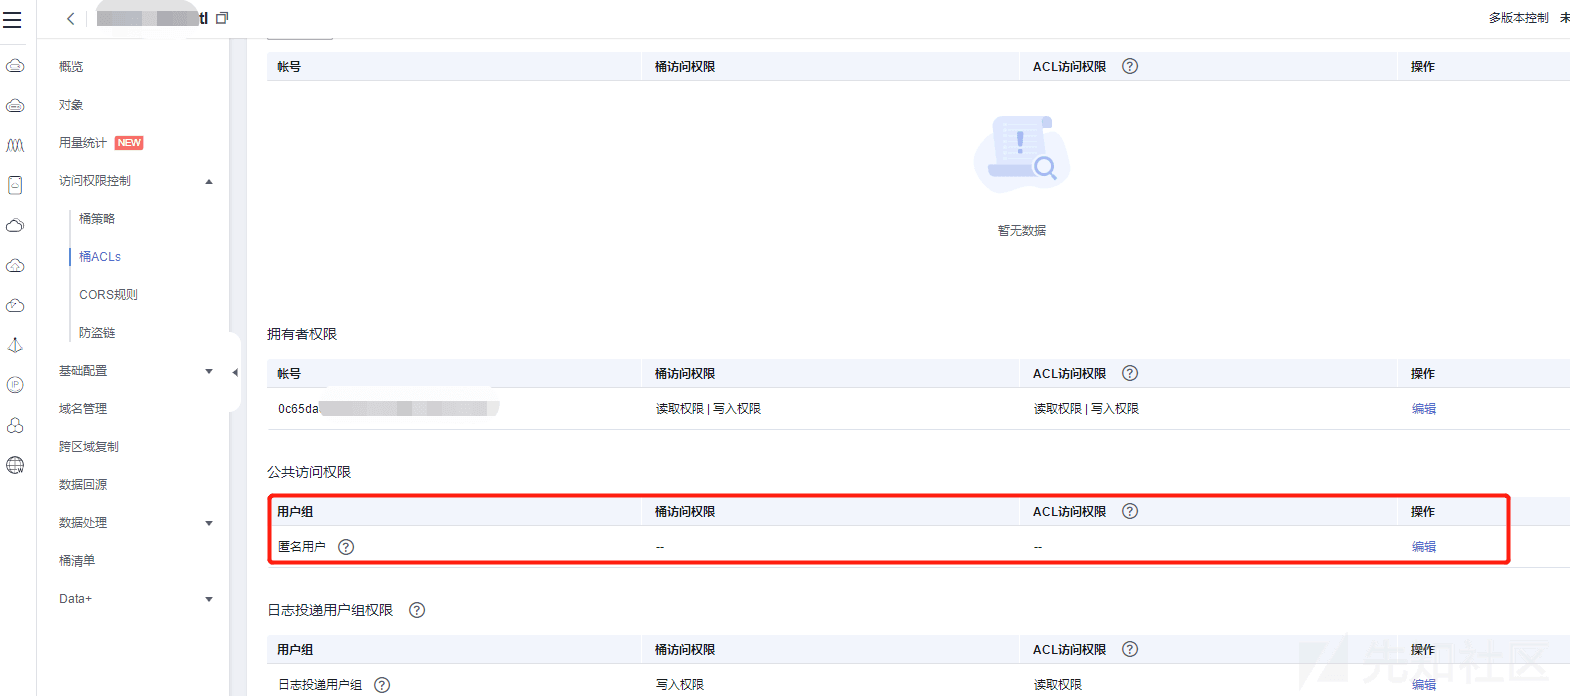 tl
多版本控制 未
概览
对象
用量统计 NEW
访问权限控制
桶策略
桶ACLs
CORS规则
防盗链
基础配置
域名管理
跨区域复制
数据回源
数据处理
桶清单
Data+
帐号 桶访问权限 ACL访问权限 ? 操作
暂无数据
拥有者权限
帐号 桶访问权限 ACL访问权限 ? 操作
0c65da 读取权限 | 写入权限 读取权限 | 写入权限 编辑
公共访问权限
用户组 桶访问权限 ACL访问权限 ? 操作
匿名用户 ? -- -- 编辑
日志投递用户组权限 ?
用户组 桶访问权限 ACL访问权限 ? 操作
日志投递用户组 ? 写入权限 读取权限 编辑
先知社区
IP
W